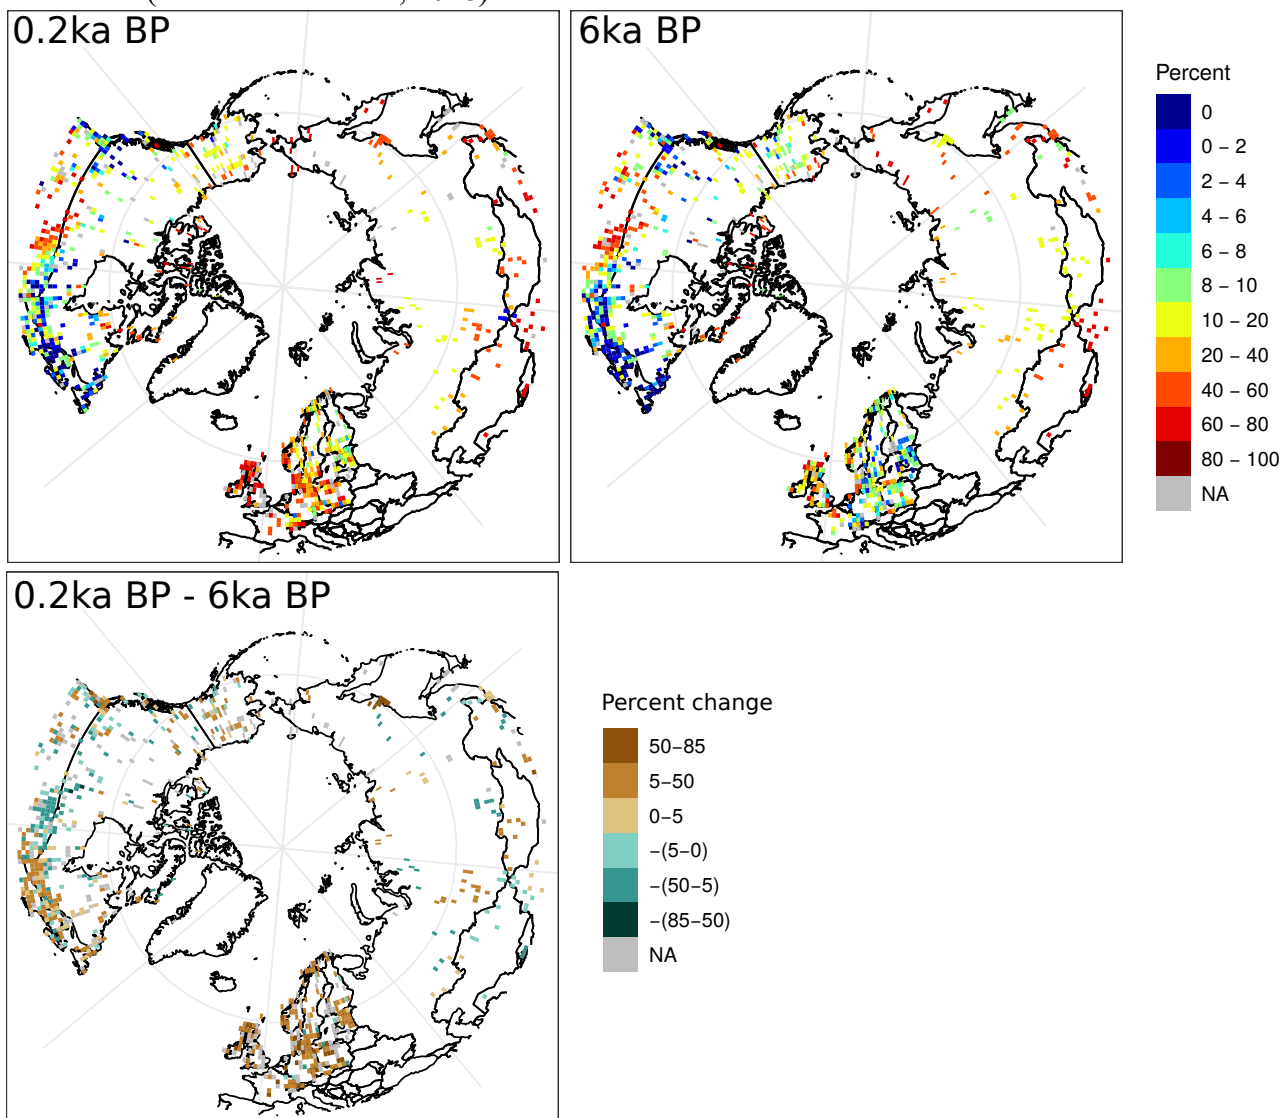 0.2ka BP
6ka BP
Percent
0
0 − 2
2 − 4
4 − 6
6 − 8
8 − 10
10 − 20
20 − 40
40 − 60
60 − 80
80 − 100
NA
0.2ka BP - 6ka BP
Percent change
50−85
5−50
0−5
−(5−0)
−(50−5)
−(85−50)
NA